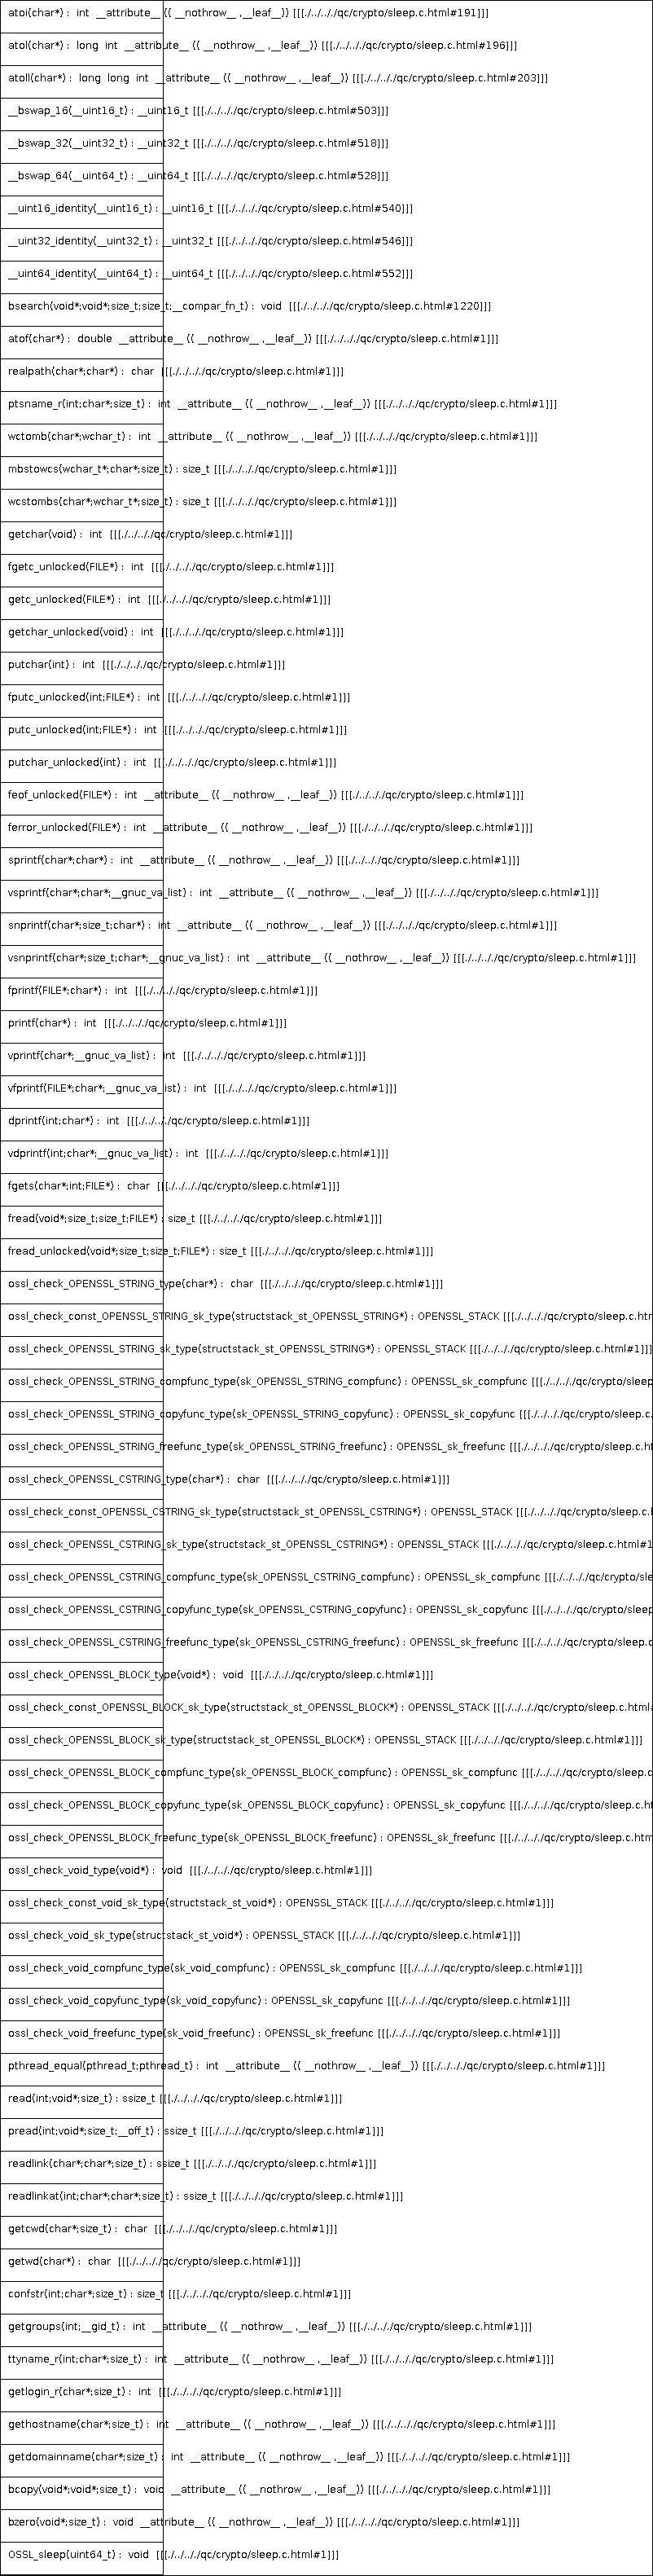 atoi(char*) : int __attribute__ (( __nothrow__ ,__leaf__)) [[[./../../qc/crypto/sleep.c.html#191]]]
atol(char*) : long int __attribute__ (( __nothrow__ ,__leaf__)) [[[./../../qc/crypto/sleep.c.html#196]]]
atoll(char*) : long long int __attribute__ (( __nothrow__ ,__leaf__)) [[[./../../qc/crypto/sleep.c.html#203]]]
__bswap_16(__uint16_t) : __uint16_t [[[./../../qc/crypto/sleep.c.html#503]]]
__bswap_32(__uint32_t) : __uint32_t [[[./../../qc/crypto/sleep.c.html#518]]]
__bswap_64(__uint64_t) : __uint64_t [[[./../../qc/crypto/sleep.c.html#528]]]
__uint16_identity(__uint16_t) : __uint16_t [[[./../../qc/crypto/sleep.c.html#540]]]
__uint32_identity(__uint32_t) : __uint32_t [[[./../../qc/crypto/sleep.c.html#546]]]
__uint64_identity(__uint64_t) : __uint64_t [[[./../../qc/crypto/sleep.c.html#552]]]
bsearch(void*;void*;size_t;size_t;__compar_fn_t) : void [[[./../../qc/crypto/sleep.c.html#1220]]]
atof(char*) : double __attribute__ (( __nothrow__ ,__leaf__)) [[[./../../qc/crypto/sleep.c.html#1]]]
realpath(char*;char*) : char [[[./../../qc/crypto/sleep.c.html#1]]]
ptsname_r(int;char*;size_t) : int __attribute__ (( __nothrow__ ,__leaf__)) [[[./../../qc/crypto/sleep.c.html#1]]]
wctomb(char*;wchar_t) : int __attribute__ (( __nothrow__ ,__leaf__)) [[[./../../qc/crypto/sleep.c.html#1]]]
mbstowcs(wchar_t*;char*;size_t) : size_t [[[./../../qc/crypto/sleep.c.html#1]]]
wcstombs(char*;wchar_t*;size_t) : size_t [[[./../../qc/crypto/sleep.c.html#1]]]
getchar(void) : int [[[./../../qc/crypto/sleep.c.html#1]]]
fgetc_unlocked(FILE*) : int [[[./../../qc/crypto/sleep.c.html#1]]]
getc_unlocked(FILE*) : int [[[./../../qc/crypto/sleep.c.html#1]]]
getchar_unlocked(void) : int [[[./../../qc/crypto/sleep.c.html#1]]]
putchar(int) : int [[[./../../qc/crypto/sleep.c.html#1]]]
fputc_unlocked(int;FILE*) : int [[[./../../qc/crypto/sleep.c.html#1]]]
putc_unlocked(int;FILE*) : int [[[./../../qc/crypto/sleep.c.html#1]]]
putchar_unlocked(int) : int [[[./../../qc/crypto/sleep.c.html#1]]]
feof_unlocked(FILE*) : int __attribute__ (( __nothrow__ ,__leaf__)) [[[./../../qc/crypto/sleep.c.html#1]]]
ferror_unlocked(FILE*) : int __attribute__ (( __nothrow__ ,__leaf__)) [[[./../../qc/crypto/sleep.c.html#1]]]
sprintf(char*;char*) : int __attribute__ (( __nothrow__ ,__leaf__)) [[[./../../qc/crypto/sleep.c.html#1]]]
vsprintf(char*;char*;__gnuc_va_list) : int __attribute__ (( __nothrow__ ,__leaf__)) [[[./../../qc/crypto/sleep.c.html#1]]]
snprintf(char*;size_t;char*) : int __attribute__ (( __nothrow__ ,__leaf__)) [[[./../../qc/crypto/sleep.c.html#1]]]
vsnprintf(char*;size_t;char*;__gnuc_va_list) : int __attribute__ (( __nothrow__ ,__leaf__)) [[[./../../qc/crypto/sleep.c.html#1]]]
fprintf(FILE*;char*) : int [[[./../../qc/crypto/sleep.c.html#1]]]
printf(char*) : int [[[./../../qc/crypto/sleep.c.html#1]]]
vprintf(char*;__gnuc_va_list) : int [[[./../../qc/crypto/sleep.c.html#1]]]
vfprintf(FILE*;char*;__gnuc_va_list) : int [[[./../../qc/crypto/sleep.c.html#1]]]
dprintf(int;char*) : int [[[./../../qc/crypto/sleep.c.html#1]]]
vdprintf(int;char*;__gnuc_va_list) : int [[[./../../qc/crypto/sleep.c.html#1]]]
fgets(char*;int;FILE*) : char [[[./../../qc/crypto/sleep.c.html#1]]]
fread(void*;size_t;size_t;FILE*) : size_t [[[./../../qc/crypto/sleep.c.html#1]]]
fread_unlocked(void*;size_t;size_t;FILE*) : size_t [[[./../../qc/crypto/sleep.c.html#1]]]
ossl_check_OPENSSL_STRING_type(char*) : char [[[./../../qc/crypto/sleep.c.html#1]]]
ossl_check_const_OPENSSL_STRING_sk_type(structstack_st_OPENSSL_STRING*) : OPENSSL_STACK [[[./../../qc/crypto/sleep.c.htm
ossl_check_OPENSSL_STRING_sk_type(structstack_st_OPENSSL_STRING*) : OPENSSL_STACK [[[./../../qc/crypto/sleep.c.html#1]]]
ossl_check_OPENSSL_STRING_compfunc_type(sk_OPENSSL_STRING_compfunc) : OPENSSL_sk_compfunc [[[./../../qc/crypto/sleep
ossl_check_OPENSSL_STRING_copyfunc_type(sk_OPENSSL_STRING_copyfunc) : OPENSSL_sk_copyfunc [[[./../../qc/crypto/sleep.c.
ossl_check_OPENSSL_STRING_freefunc_type(sk_OPENSSL_STRING_freefunc) : OPENSSL_sk_freefunc [[[./../../qc/crypto/sleep.c.ht
ossl_check_OPENSSL_CSTRING_type(char*) : char [[[./../../qc/crypto/sleep.c.html#1]]]
ossl_check_const_OPENSSL_CSTRING_sk_type(structstack_st_OPENSSL_CSTRING*) : OPENSSL_STACK [[[./../../qc/crypto/sleep.c.l
ossl_check_OPENSSL_CSTRING_sk_type(structstack_st_OPENSSL_CSTRING*) : OPENSSL_STACK [[[./../../qc/crypto/sleep.c.html#1
ossl_check_OPENSSL_CSTRING_compfunc_type(sk_OPENSSL_CSTRING_compfunc) : OPENSSL_sk_compfunc [[[./../../qc/crypto/sle
ossl_check_OPENSSL_CSTRING_copyfunc_type(sk_OPENSSL_CSTRING_copyfunc) : OPENSSL_sk_copyfunc [[[./../../qc/crypto/sleep
ossl_check_OPENSSL_CSTRING_freefunc_type(sk_OPENSSL_CSTRING_freefunc) : OPENSSL_sk_freefunc [[[./../../qc/crypto/sleep.c
ossl_check_OPENSSL_BLOCK_type(void*) : void [[[./../../qc/crypto/sleep.c.html#1]]]
ossl_check_const_OPENSSL_BLOCK_sk_type(structstack_st_OPENSSL_BLOCK*) : OPENSSL_STACK [[[./../../qc/crypto/sleep.c.html#
ossl_check_OPENSSL_BLOCK_sk_type(structstack_st_OPENSSL_BLOCK*) : OPENSSL_STACK [[[./../../qc/crypto/sleep.c.html#1]]]
ossl_check_OPENSSL_BLOCK_compfunc_type(sk_OPENSSL_BLOCK_compfunc) : OPENSSL_sk_compfunc [[[./../../qc/crypto/sleep.c
ossl_check_OPENSSL_BLOCK_copyfunc_type(sk_OPENSSL_BLOCK_copyfunc) : OPENSSL_sk_copyfunc [[[./../../qc/crypto/sleep.c.ht
ossl_check_OPENSSL_BLOCK_freefunc_type(sk_OPENSSL_BLOCK_freefunc) : OPENSSL_sk_freefunc [[[./../../qc/crypto/sleep.c.htm
ossl_check_void_type(void*) : void [[[./../../qc/crypto/sleep.c.html#1]]]
ossl_check_const_void_sk_type(structstack_st_void*) : OPENSSL_STACK [[[./../../qc/crypto/sleep.c.html#1]]]
ossl_check_void_sk_type(structstack_st_void*) : OPENSSL_STACK [[[./../../qc/crypto/sleep.c.html#1]]]
ossl_check_void_compfunc_type(sk_void_compfunc) : OPENSSL_sk_compfunc [[[./../../qc/crypto/sleep.c.html#1]]]
ossl_check_void_copyfunc_type(sk_void_copyfunc) : OPENSSL_sk_copyfunc [[[./../../qc/crypto/sleep.c.html#1]]]
ossl_check_void_freefunc_type(sk_void_freefunc) : OPENSSL_sk_freefunc [[[./../../qc/crypto/sleep.c.html#1]]]
pthread_equal(pthread_t;pthread_t) : int __attribute__ (( __nothrow__ ,__leaf__)) [[[./../../qc/crypto/sleep.c.html#1]]]
read(int;void*;size_t) : ssize_t [[[./../../qc/crypto/sleep.c.html#1]]]
pread(int;void*;size_t;__off_t) : ssize_t [[[./../../qc/crypto/sleep.c.html#1]]]
readlink(char*;char*;size_t) : ssize_t [[[./../../qc/crypto/sleep.c.html#1]]]
readlinkat(int;char*;char*;size_t) : ssize_t [[[./../../qc/crypto/sleep.c.html#1]]]
getcwd(char*;size_t) : char [[[./../../qc/crypto/sleep.c.html#1]]]
getwd(char*) : char [[[./../../qc/crypto/sleep.c.html#1]]]
confstr(int;char*;size_t) : size_t [[[./../../qc/crypto/sleep.c.html#1]]]
getgroups(int;__gid_t) : int __attribute__ (( __nothrow__ ,__leaf__)) [[[./../../qc/crypto/sleep.c.html#1]]]
ttyname_r(int;char*;size_t) : int __attribute__ (( __nothrow__ ,__leaf__)) [[[./../../qc/crypto/sleep.c.html#1]]]
getlogin_r(char*;size_t) : int [[[./../../qc/crypto/sleep.c.html#1]]]
gethostname(char*;size_t) : int __attribute__ (( __nothrow__ ,__leaf__)) [[[./../../qc/crypto/sleep.c.html#1]]]
getdomainname(char*;size_t) : int __attribute__ (( __nothrow__ ,__leaf__)) [[[./../../qc/crypto/sleep.c.html#1]]]
bcopy(void*;void*;size_t) : void __attribute__ (( __nothrow__ ,__leaf__)) [[[./../../qc/crypto/sleep.c.html#1]]]
bzero(void*;size_t) : void __attribute__ (( __nothrow__ ,__leaf__)) [[[./../../qc/crypto/sleep.c.html#1]]]
OSSL_sleep(uint64_t) : void [[[./../../qc/crypto/sleep.c.html#1]]]